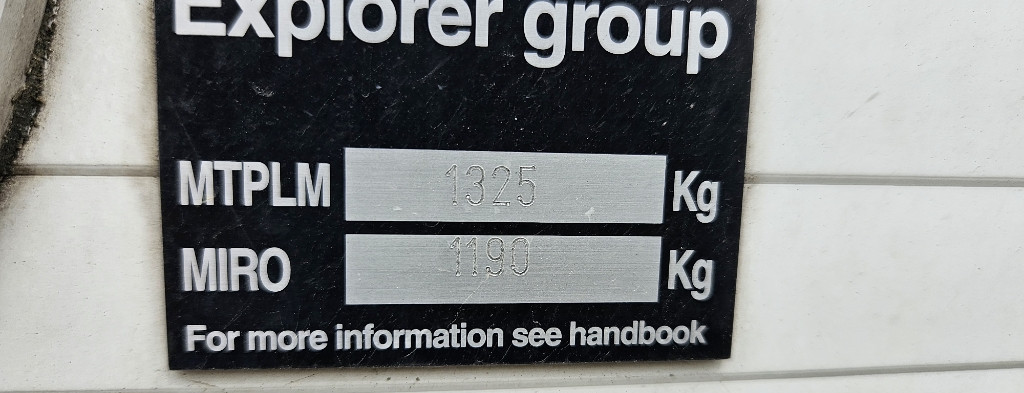 Explorer group
MTPLM 1325 Kg
MIRO 1190 Kg
For more information see handbook